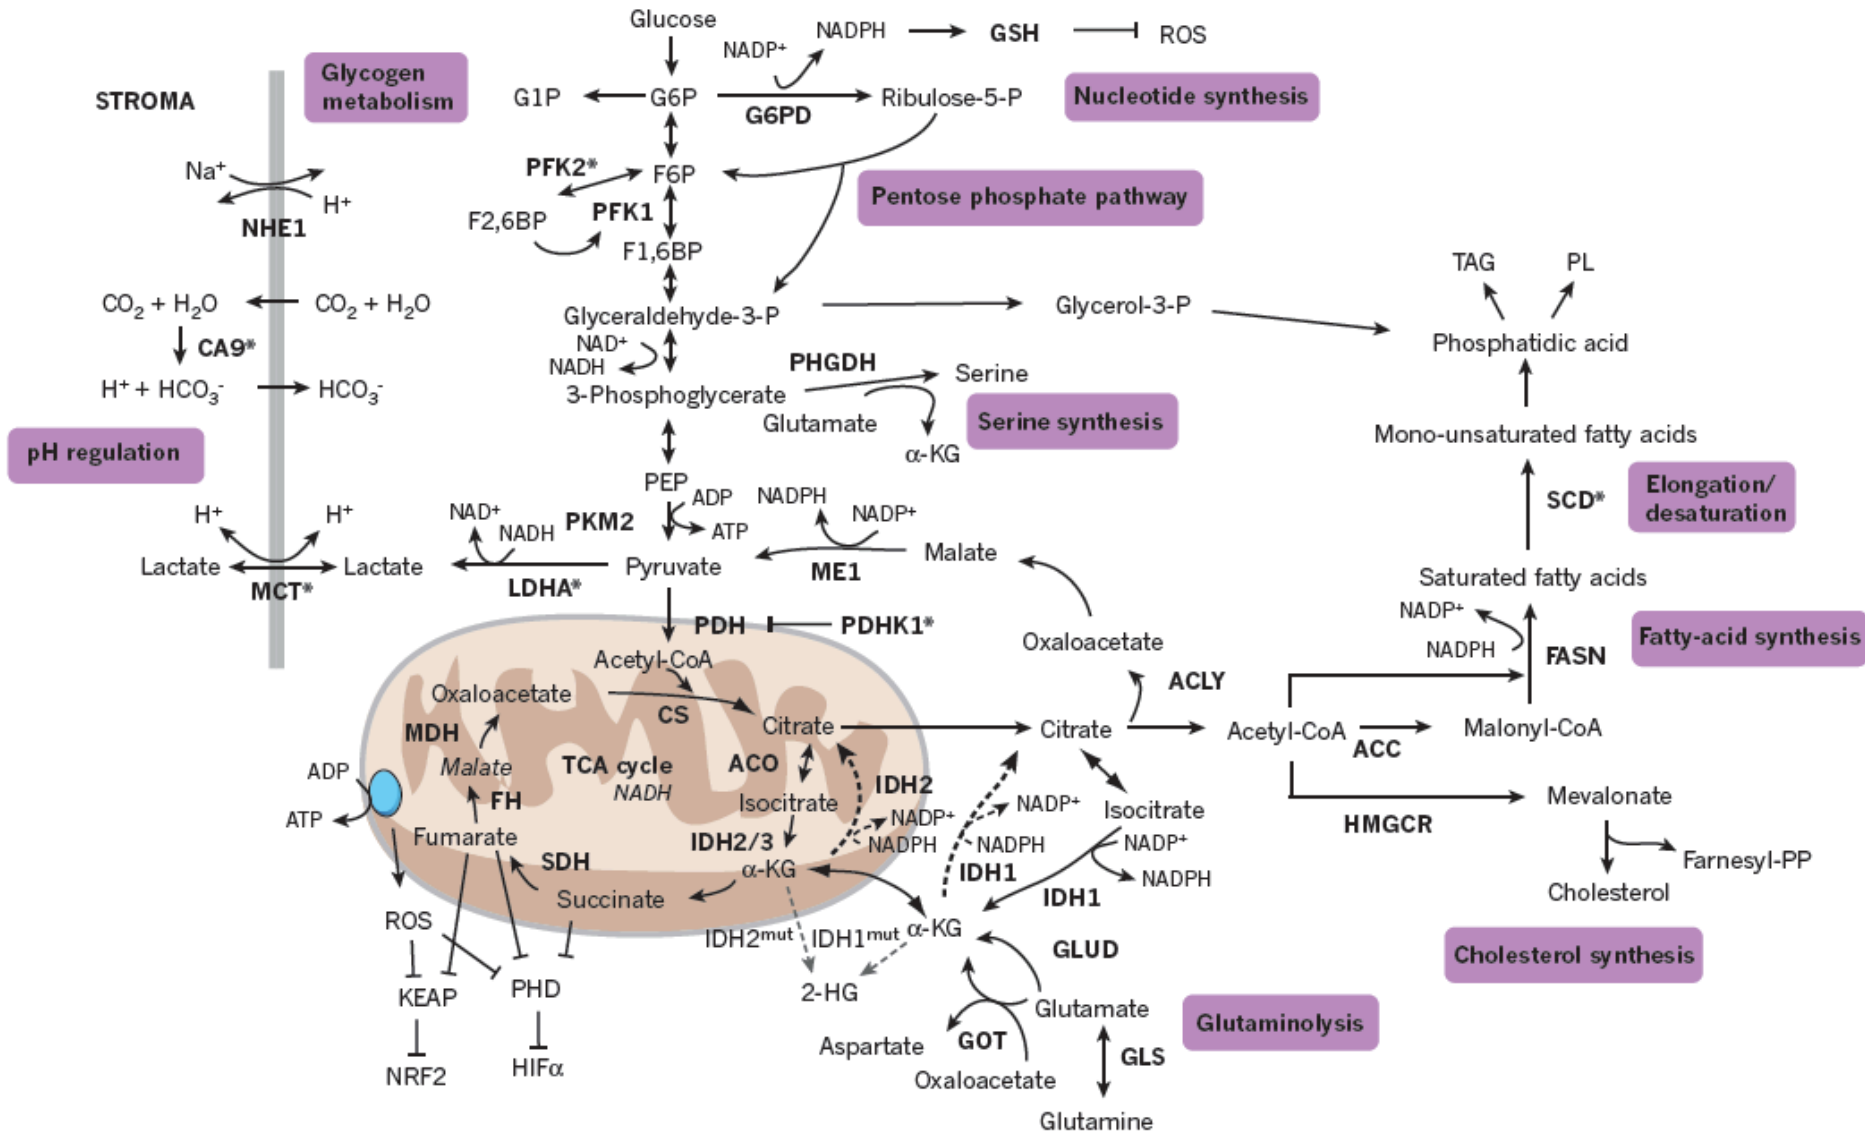 Glucose
NADPH
GSH
ROS
NADP+
Glycogen
metabolism
STROMA
G1P
G6P
G6PD
Ribulose-5-P
Nucleotide synthesis
Na+
H+
NHE1
PFK2*
F6P
Pentose phosphate pathway
F2,6BP
PFK1
F1,6BP
TAG
PL
CO2 + H2O
CO2 + H2O
Glyceraldehyde-3-P
Glycerol-3-P
Phosphatidic acid
CA9*
NAD+
NADH
PHGDH
Serine
H+ + HCO3-
HCO3-
3-Phosphoglycerate
Glutamate
α-KG
Serine synthesis
Mono-unsaturated fatty acids
pH regulation
PEP
ADP
ATP
NADPH
NADP+
SCD*
Elongation/
desaturation
H+
H+
NAD+
NADH
PKM2
Lactate
MCT*
Lactate
LDHA*
Pyruvate
ME1
Malate
Saturated fatty acids
NADP+
NADPH
FASN
Fatty-acid synthesis
PDH
PDHK1*
Oxaloacetate
Acetyl-CoA
Oxaloacetate
CS
Citrate
ACLY
Citrate
Acetyl-CoA
ACC
Malonyl-CoA
MDH
Malate
TCA cycle
NADH
ACO
IDH2
ADP
ATP
FH
Isocitrate
NADP+
NADPH
NADP+
NADPH
Isocitrate
NADP+
NADPH
HMGCR
Mevalonate
Farnesyl-PP
Cholesterol
Fumarate
IDH2/3
SDH
α-KG
IDH1
IDH1
Succinate
ROS
IDH2mut
IDH1mut
α-KG
GLUD
Cholesterol synthesis
KEAP
PHD
2-HG
Glutamate
Glutaminolysis
Aspartate
GOT
GLS
NRF2
HIFα
Oxaloacetate
Glutamine